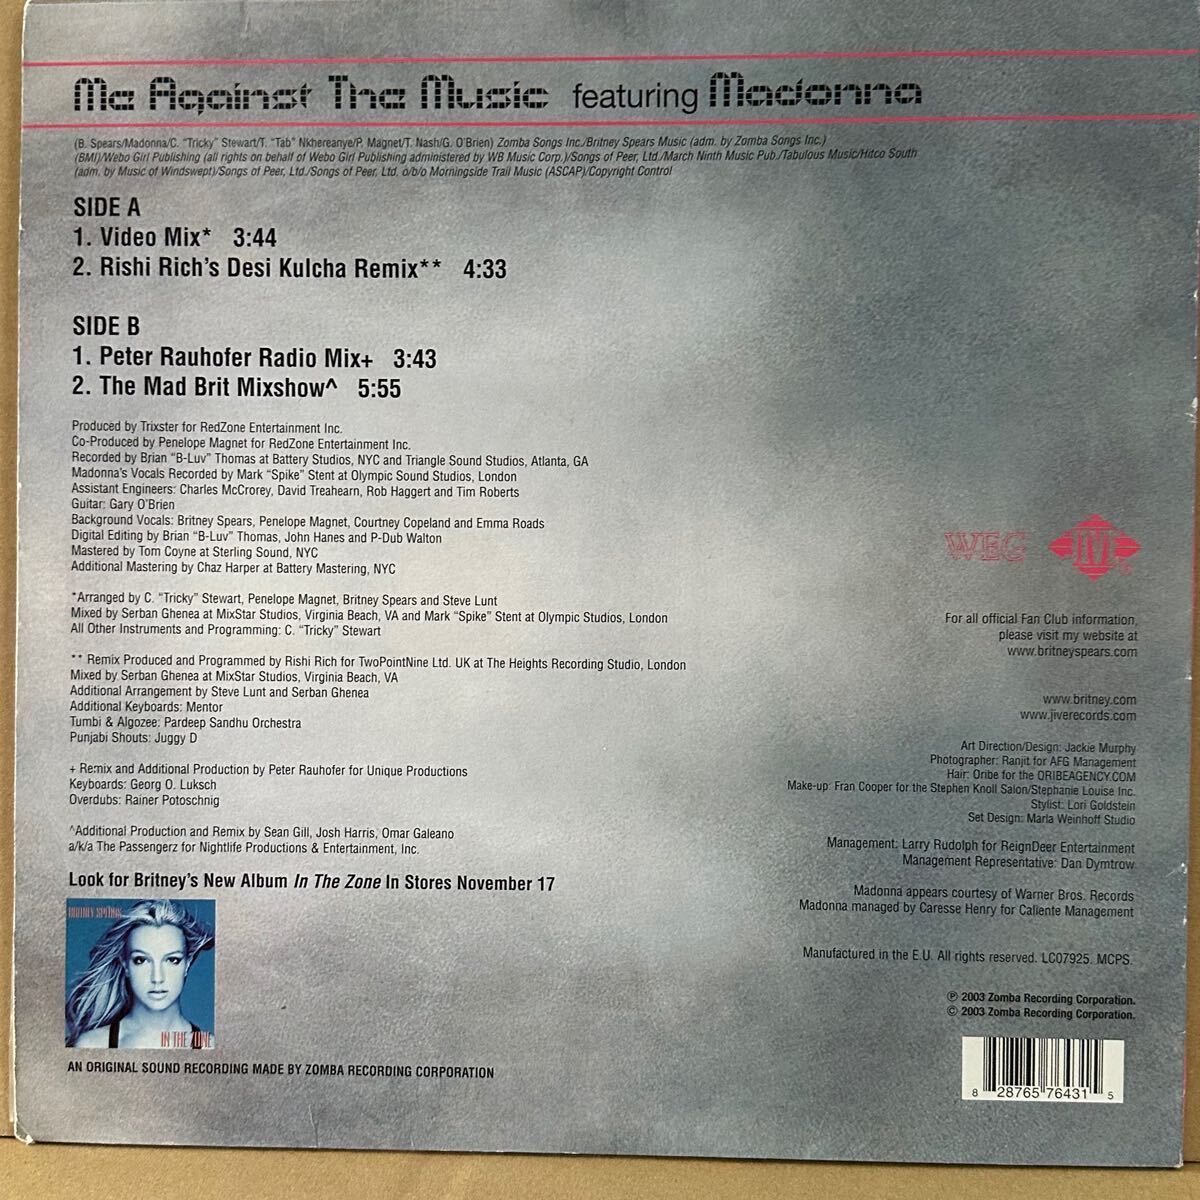 Me Against The Music featuring Madonna
(B. Spears/Madonna/C. "Tricky" Stewart/T. "Tab" Nkhereanye/P. Magnet/T. Nash/G. O'Brien) Zomba Songs Inc./Britney Spears Music (adm. by Zomba Songs Inc.)
(BMI)/Webo Girl Publishing (all rights on behalf of Webo Girl Publishing administered by WB Music Corp.)/Songs of Peer, Ltd./March Ninth Music Pub./Tabulous Music/Hitco South
(adm. by Music of Windswept)/Songs of Peer, Ltd./Songs of Peer, Ltd. o/b/o Morningside Trail Music (ASCAP)/Copyright Control
SIDE A
1. Video Mix* 3:44
2. Rishi Rich's Desi Kulcha Remix** 4:33
SIDE B
1. Peter Rauhofer Radio Mix+ 3:43
2. The Mad Brit Mixshow^ 5:55
Produced by Trixster for RedZone Entertainment Inc.
Co-Produced by Penelope Magnet for RedZone Entertainment Inc.
Recorded by Brian "B-Luv" Thomas at Battery Studios, NYC and Triangle Sound Studios, Atlanta, GA
Madonna's Vocals Recorded by Mark "Spike" Stent at Olympic Sound Studios, London
Assistant Engineers: Charles McCrorey, David Treahearn, Rob Haggert and Tim Roberts
Guitar: Gary O'Brien
Background Vocals: Britney Spears, Penelope Magnet, Courtney Copeland and Emma Roads
Digital Editing by Brian "B-Luv" Thomas, John Hanes and P-Dub Walton
Mastered by Tom Coyne at Sterling Sound, NYC
Additional Mastering by Chaz Harper at Battery Mastering, NYC
*Arranged by C. "Tricky" Stewart, Penelope Magnet, Britney Spears and Steve Lunt
Mixed by Serban Ghenea at MixStar Studios, Virginia Beach, VA and Mark "Spike" Stent at Olympic Studios, London
All Other Instruments and Programming: C. "Tricky" Stewart
** Remix Produced and Programmed by Rishi Rich for TwoPointNine Ltd. UK at The Heights Recording Studio, London
Mixed by Serban Ghenea at MixStar Studios, Virginia Beach, VA
Additional Arrangement by Steve Lunt and Serban Ghenea
Additional Keyboards: Mentor
Tumbi & Algozee: Pardeep Sandhu Orchestra
Punjabi Shouts: Juggy D
+ Remix and Additional Production by Peter Rauhofer for Unique Productions
Keyboards: Georg O. Luksch
Overdubs: Rainer Potoschnig
^Additional Production and Remix by Sean Gill, Josh Harris, Omar Galeano
a/k/a The Passengerz for Nightlife Productions & Entertainment, Inc.
Look for Britney's New Album In The Zone In Stores November 17
BRITNEY SPEARS
IN THE ZONE
AN ORIGINAL SOUND RECORDING MADE BY ZOMBA RECORDING CORPORATION
WEG JIVE
For all official Fan Club information,
please visit my website at
www.britneyspears.com
www.britney.com
www.jiverecords.com
Art Direction/Design: Jackie Murphy
Photographer: Ranjit for AFG Management
Hair: Oribe for the ORIBEAGENCY.COM
Make-up: Fran Cooper for the Stephen Knoll Salon/Stephanie Louise Inc.
Stylist: Lori Goldstein
Set Design: Marla Weinhoff Studio
Management: Larry Rudolph for ReignDeer Entertainment
Management Representative: Dan Dymtrow
Madonna appears courtesy of Warner Bros. Records
Madonna managed by Caresse Henry for Caliente Management
Manufactured in the E.U. All rights reserved. LC07925. MCPS.
℗ 2003 Zomba Recording Corporation.
© 2003 Zomba Recording Corporation.
8 28765 76431 5